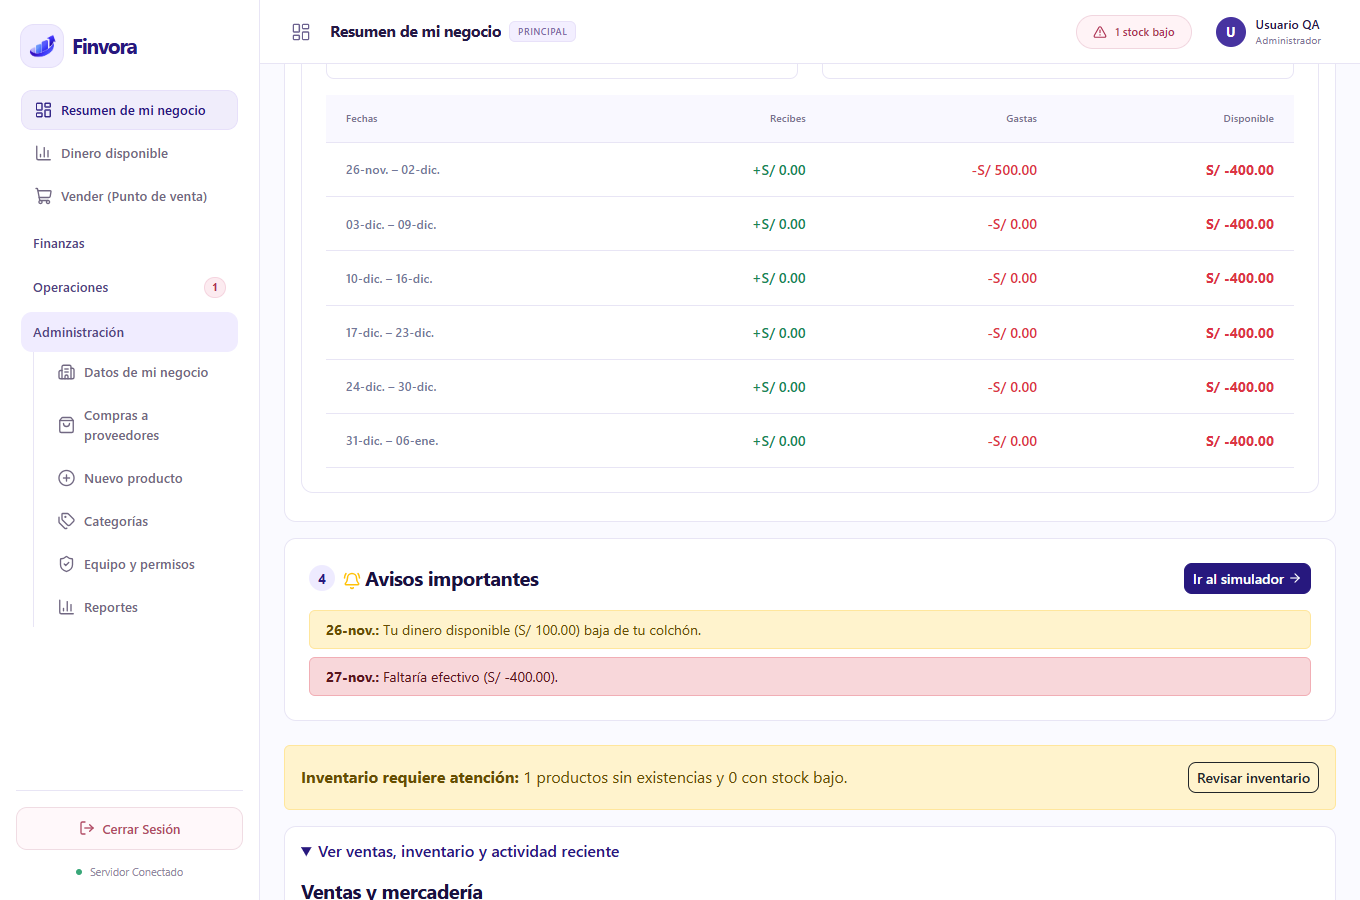 Finvora
Resumen de mi negocio
Dinero disponible
Vender (Punto de venta)
Finanzas
Operaciones 1
Administración
Datos de mi negocio
Compras a
proveedores
Nuevo producto
Categorías
Equipo y permisos
Reportes
Cerrar Sesión
Servidor Conectado
Resumen de mi negocio PRINCIPAL
1 stock bajo
U
Usuario QA
Administrador
Fechas Recibes Gastas Disponible
26-nov. – 02-dic. +S/ 0.00 -S/ 500.00 S/ -400.00
03-dic. – 09-dic. +S/ 0.00 -S/ 0.00 S/ -400.00
10-dic. – 16-dic. +S/ 0.00 -S/ 0.00 S/ -400.00
17-dic. – 23-dic. +S/ 0.00 -S/ 0.00 S/ -400.00
24-dic. – 30-dic. +S/ 0.00 -S/ 0.00 S/ -400.00
31-dic. – 06-ene. +S/ 0.00 -S/ 0.00 S/ -400.00
4 Avisos importantes
Ir al simulador →
26-nov.: Tu dinero disponible (S/ 100.00) baja de tu colchón.
27-nov.: Faltaría efectivo (S/ -400.00).
Inventario requiere atención: 1 productos sin existencias y 0 con stock bajo.
Revisar inventario
▼ Ver ventas, inventario y actividad reciente
Ventas y mercadería